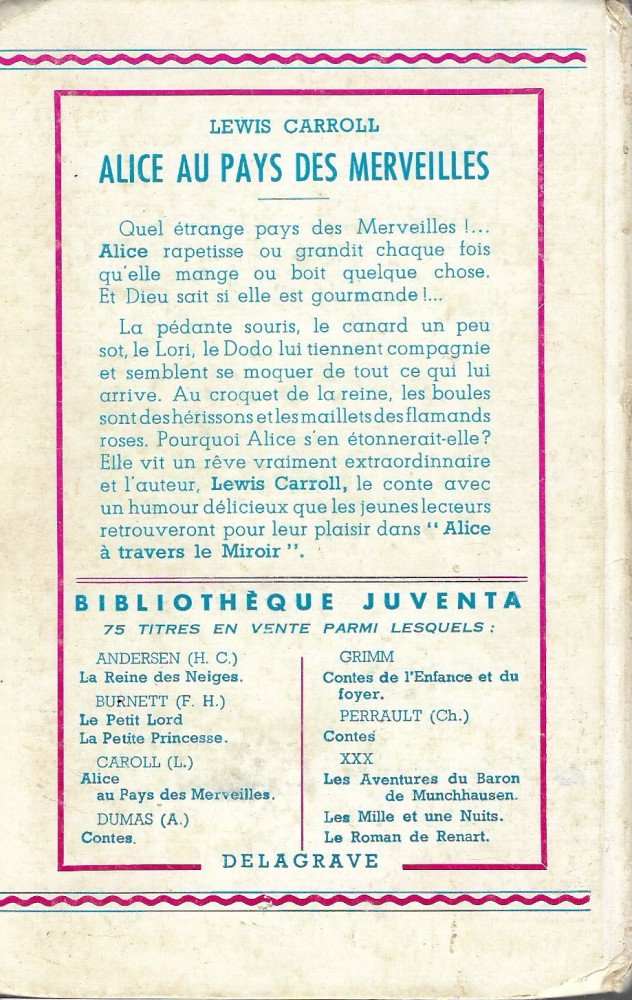 LEWIS CARROLL
ALICE AU PAYS DES MERVEILLES
Quel étrange pays des Merveilles !...
Alice rapetisse ou grandit chaque fois
qu'elle mange ou boit quelque chose.
Et Dieu sait si elle est gourmande !...
La pédante souris, le canard un peu
sot, le Lori, le Dodo lui tiennent compagnie
et semblent se moquer de tout ce qui lui
arrive. Au croquet de la reine, les boules
sont des hérissons et les maillets des flamands
roses. Pourquoi Alice s'en étonnerait-elle?
Elle vit un rêve vraiment extraordinnaire
et l'auteur, Lewis Carroll, le conte avec
un humour délicieux que les jeunes lecteurs
retrouveront pour leur plaisir dans “ Alice
à travers le Miroir ”.
BIBLIOTHÈQUE JUVENTA
75 TITRES EN VENTE PARMI LESQUELS :
ANDERSEN (H. C.)
La Reine des Neiges.
BURNETT (F. H.)
Le Petit Lord
La Petite Princesse.
CAROLL (L.)
Alice
au Pays des Merveilles.
DUMAS (A.)
Contes.
GRIMM
Contes de l'Enfance et du
foyer.
PERRAULT (Ch.)
Contes
XXX
Les Aventures du Baron
de Munchhausen.
Les Mille et une Nuits.
Le Roman de Renart.
DELAGRAVE